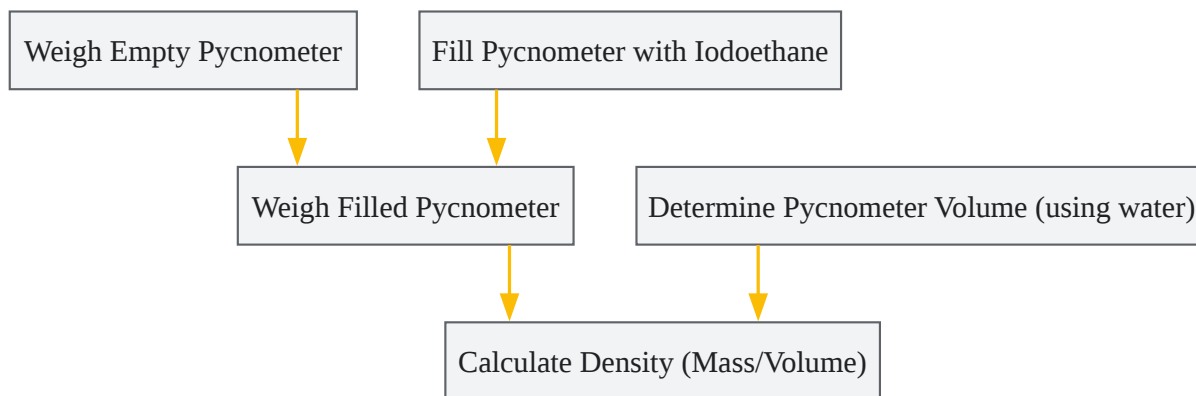 Weigh Empty Pycnometer
Fill Pycnometer with Iodoethane
Weigh Filled Pycnometer
Determine Pycnometer Volume (using water)
Calculate Density (Mass/Volume)